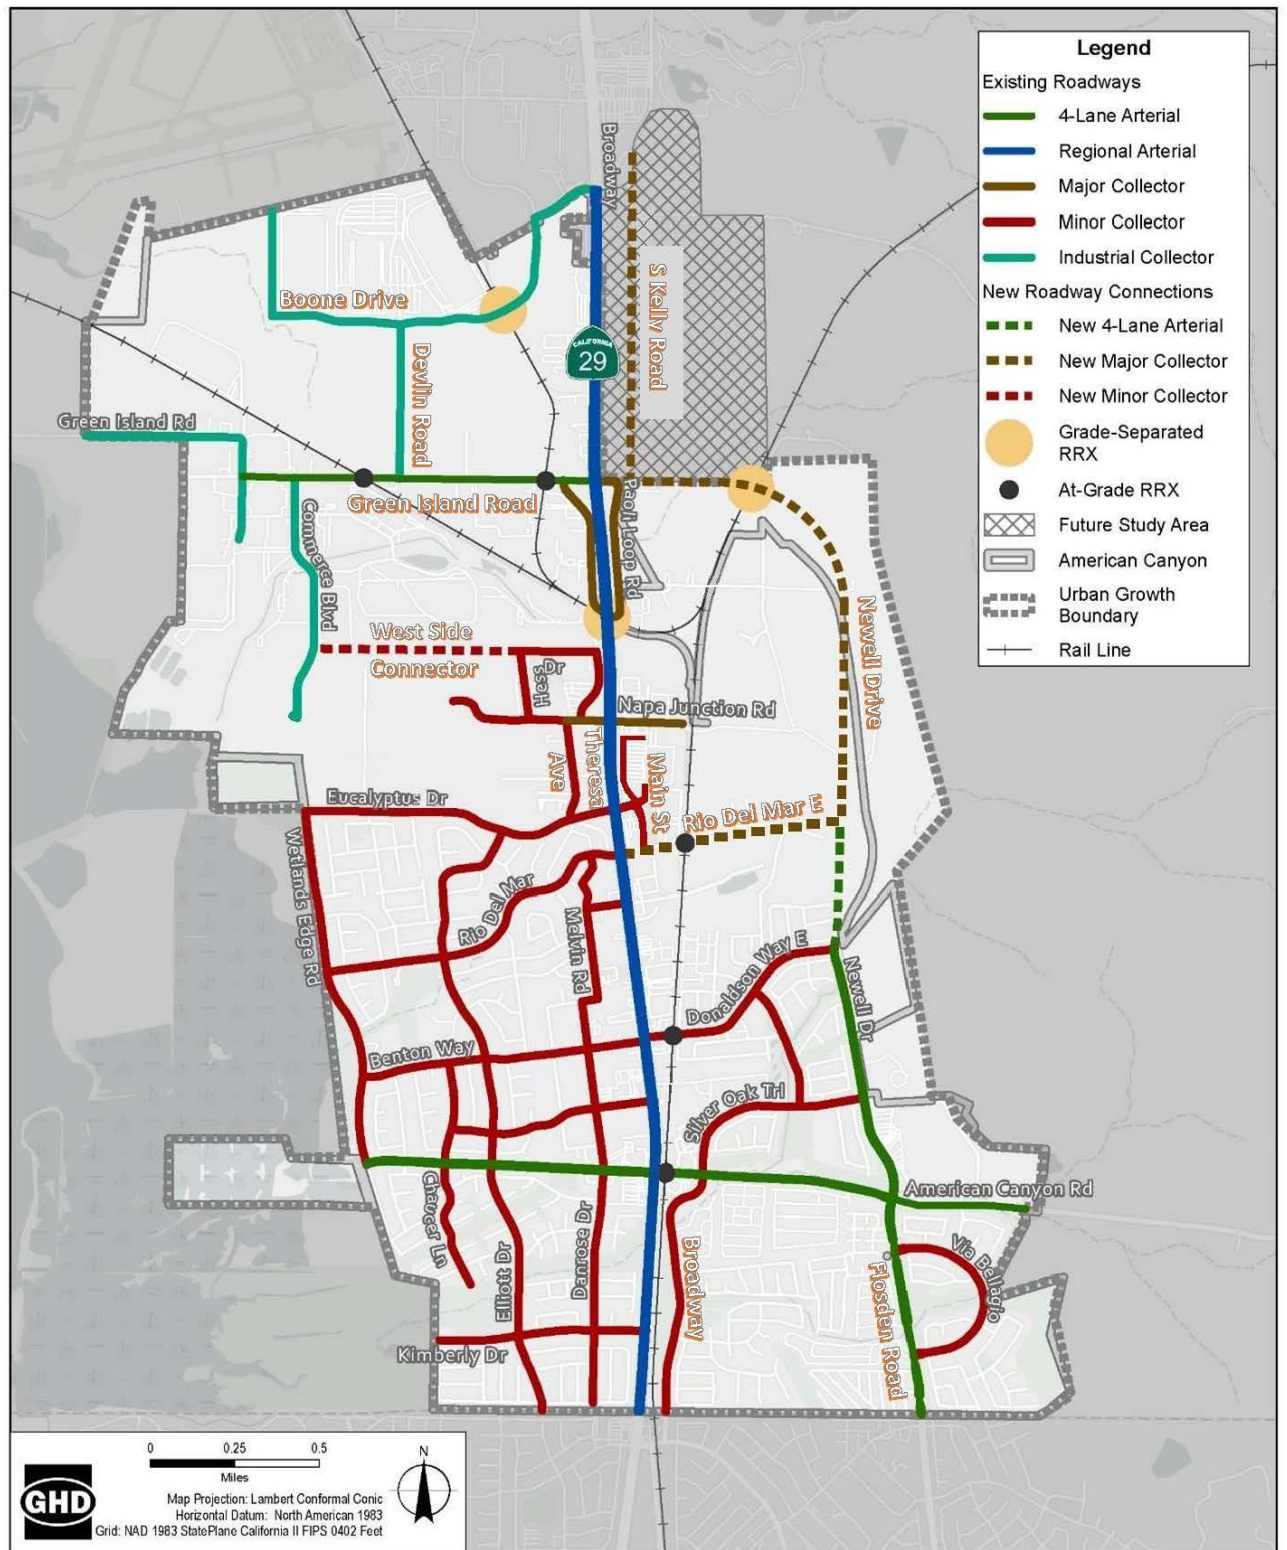 Legend
Existing Roadways
4-Lane Arterial
Regional Arterial
Major Collector
Minor Collector
Industrial Collector
New Roadway Connections
New 4-Lane Arterial
New Major Collector
New Minor Collector
Grade-Separated
RRX
At-Grade RRX
Future Study Area
American Canyon
Urban Growth
Boundary
Rail Line
Broadway
S Kelly Road
Boone Drive
CALIFORNIA
29
Devlin Road
Green Island Rd
Green Island Road
Paoli Loop Rd
Commerce Blvd
Newell Drive
West Side
Connector
Hess Dr
Napa Junction Rd
Theresa
Ave
Main St
Eucalyptus Dr
Rio Del Mar E
Wetlands Edge Rd
Rio Del Mar
Melvin Rd
Donaldson Way E
Newell Dr
Benton Way
Silver Oak Trl
American Canyon Rd
Chaucer Ln
Elliott Dr
Danrose Dr
Broadway
Via Bellagio
Flosden Road
Kimberly Dr
0 0.25 0.5
Miles
N
GHD
Map Projection: Lambert Conformal Conic
Horizontal Datum: North American 1983
Grid: NAD 1983 StatePlane California II FIPS 0402 Feet